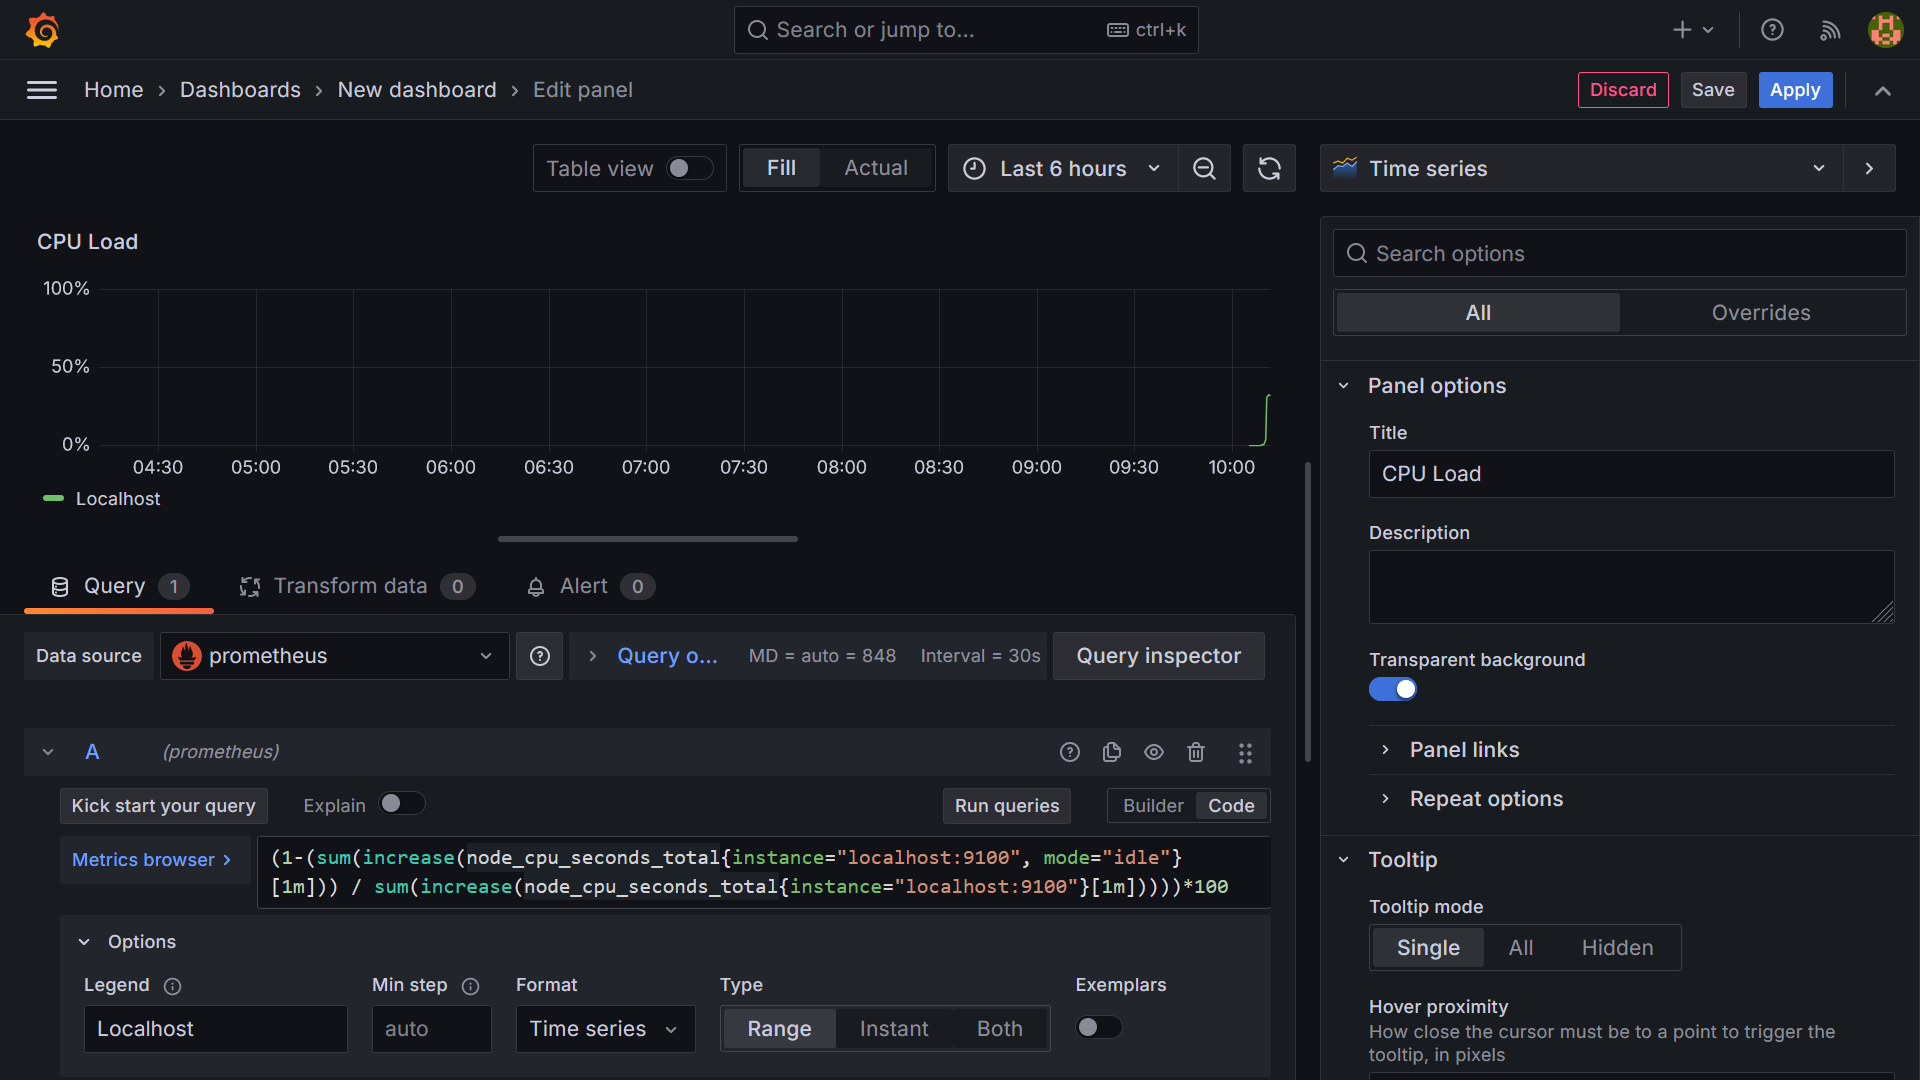 Search or jump to... ctrl+k
Home › Dashboards › New dashboard › Edit panel Discard Save Apply
Table view Fill Actual Last 6 hours Time series
CPU Load
100%
50%
0%
04:30 05:00 05:30 06:00 06:30 07:00 07:30 08:00 08:30 09:00 09:30 10:00
Localhost
Query 1 Transform data 0 Alert 0
Data source prometheus Query o... MD = auto = 848 Interval = 30s Query inspector
A (prometheus)
Kick start your query Explain Run queries Builder Code
Metrics browser › (1-(sum(increase(node_cpu_seconds_total{instance="localhost:9100", mode="idle"}
[1m])) / sum(increase(node_cpu_seconds_total{instance="localhost:9100"}[1m]))))*100
Options
Legend Min step Format Type Exemplars
Localhost auto Time series Range Instant Both
Search options
All Overrides
Panel options
Title
CPU Load
Description
Transparent background
Panel links
Repeat options
Tooltip
Tooltip mode
Single All Hidden
Hover proximity
How close the cursor must be to a point to trigger the
tooltip, in pixels